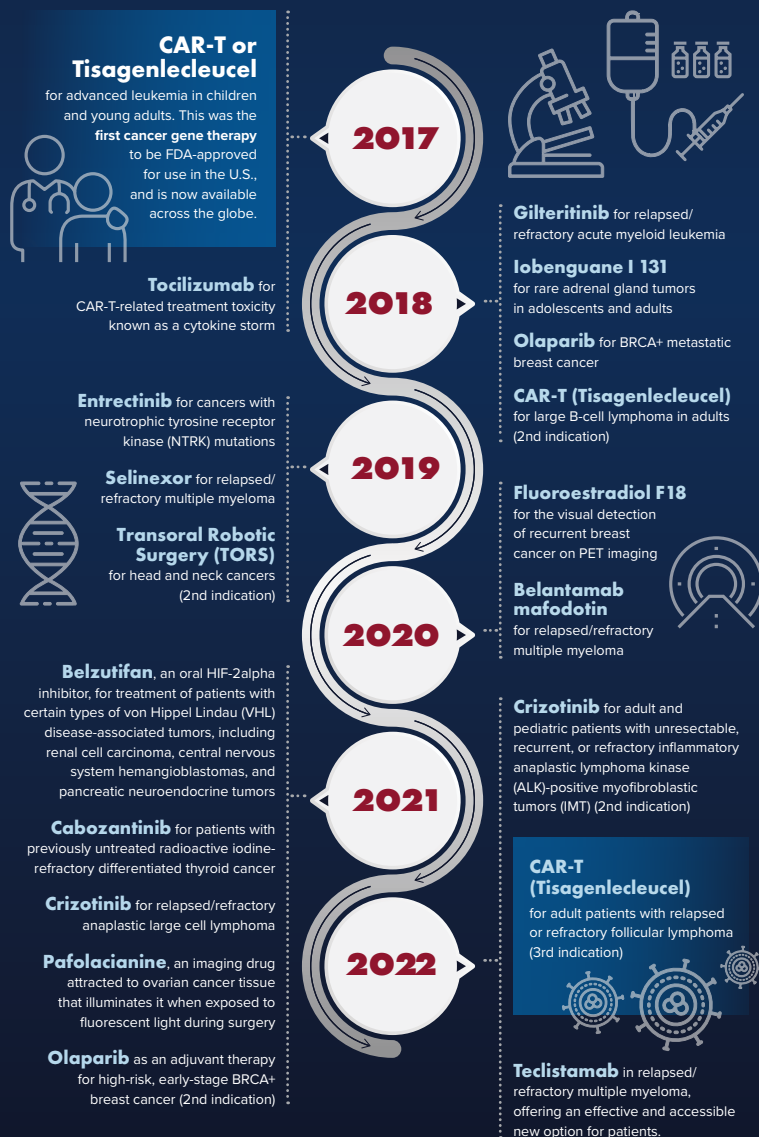 CAR-T or
Tisagenlecleucel
for advanced leukemia in children
and young adults. This was the
first cancer gene therapy
to be FDA-approved
for use in the U.S.,
and is now available
across the globe.
Tocilizumab for
CAR-T-related treatment toxicity
known as a cytokine storm
2017
2018
Gilteritinib for relapsed/
refractory acute myeloid leukemia
Iobenguane I 131
for rare adrenal gland tumors
in adolescents and adults
Olaparib for BRCA+ metastatic
breast cancer
CAR-T (Tisagenlecleucel)
for large B-cell lymphoma in adults
(2nd indication)
2019
Entrectinib for cancers with
neurotrophic tyrosine receptor
kinase (NTRK) mutations
Selinexor for relapsed/
refractory multiple myeloma
Transoral Robotic
Surgery (TORS)
for head and neck cancers
(2nd indication)
2020
Fluoroestradiol F18
for the visual detection
of recurrent breast
cancer on PET imaging
Belantamab
mafodotin
for relapsed/refractory
multiple myeloma
2021
Belzutifan, an oral HIF-2alpha
inhibitor, for treatment of patients with
certain types of von Hippel Lindau (VHL)
disease-associated tumors, including
renal cell carcinoma, central nervous
system hemangioblastomas, and
pancreatic neuroendocrine tumors
Cabozantinib for patients with
previously untreated radioactive iodine-
refractory differentiated thyroid cancer
Crizotinib for relapsed/refractory
anaplastic large cell lymphoma
Pafolacianine, an imaging drug
attracted to ovarian cancer tissue
that illuminates it when exposed to
fluorescent light during surgery
Olaparib as an adjuvant therapy
for high-risk, early-stage BRCA+
breast cancer (2nd indication)
2022
Crizotinib for adult and
pediatric patients with unresectable,
recurrent, or refractory inflammatory
anaplastic lymphoma kinase
(ALK)-positive myofibroblastic
tumors (IMT) (2nd indication)
CAR-T
(Tisagenlecleucel)
for adult patients with relapsed
or refractory follicular lymphoma
(3rd indication)
Teclistamab in relapsed/
refractory multiple myeloma,
offering an effective and accessible
new option for patients.